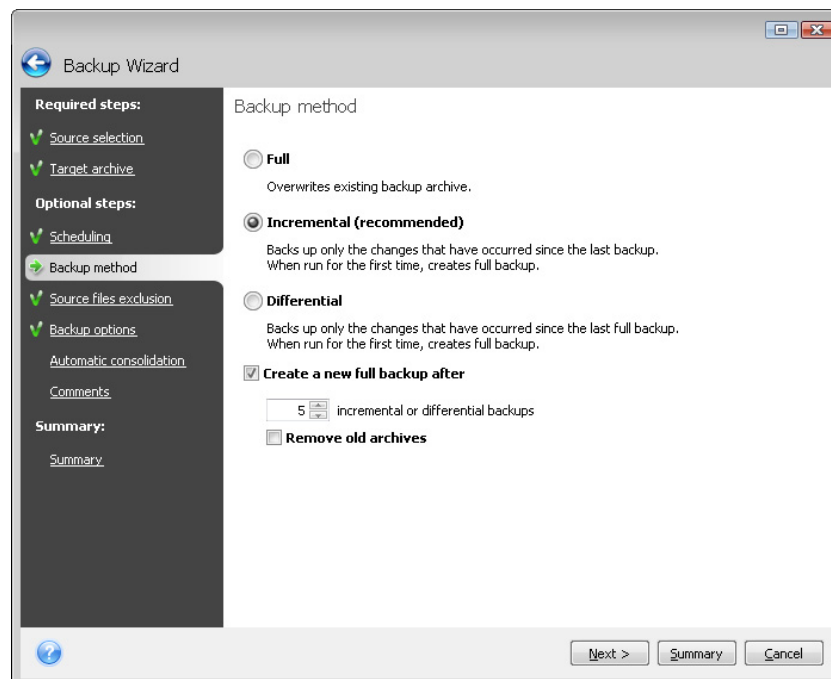 Backup Wizard
Required steps:
Source selection
Target archive
Optional steps:
Scheduling
Backup method
Source files exclusion
Backup options
Automatic consolidation
Comments
Summary:
Summary
Backup method
Full
Overwrites existing backup archive.
Incremental (recommended)
Backs up only the changes that have occurred since the last backup.
When run for the first time, creates full backup.
Differential
Backs up only the changes that have occurred since the last full backup.
When run for the first time, creates full backup.
Create a new full backup after
5 incremental or differential backups
Remove old archives
?
Next >
Summary
Cancel